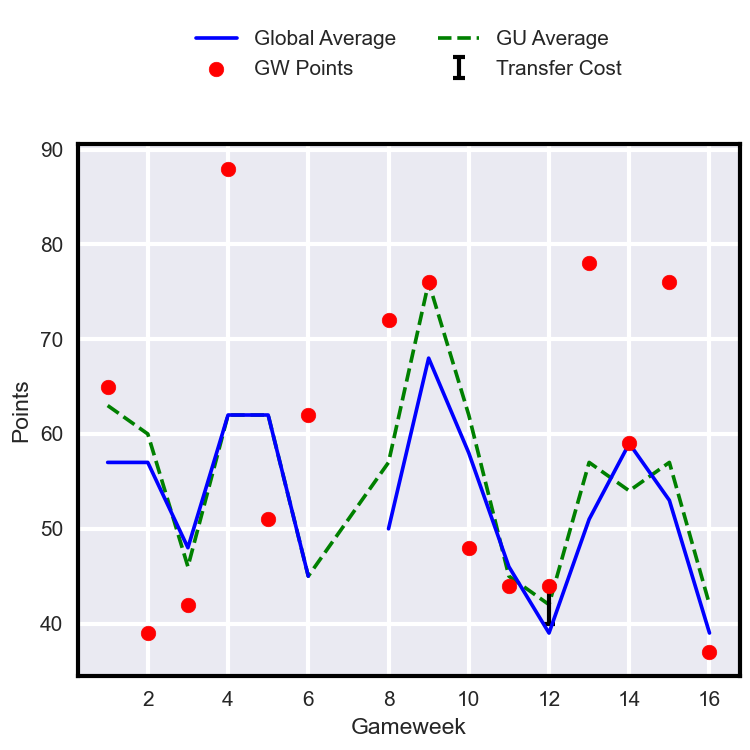 Global Average
GU Average
GW Points
Transfer Cost
90
80
70
60
50
40
Points
2 4 6 8 10 12 14 16
Gameweek